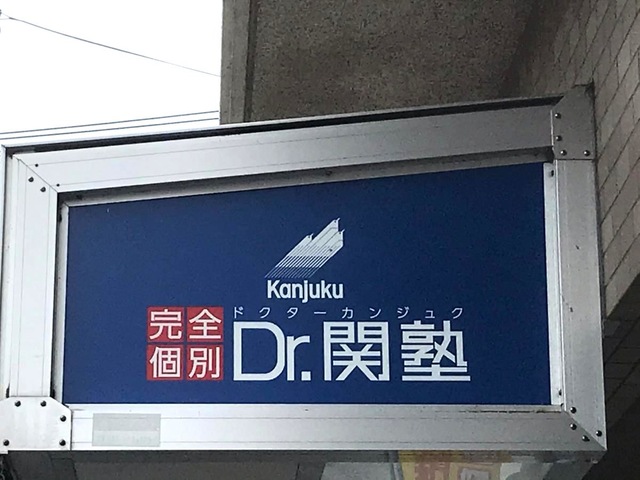 Kanjuku
完全
個別
ドクターカンジュク
Dr.関塾